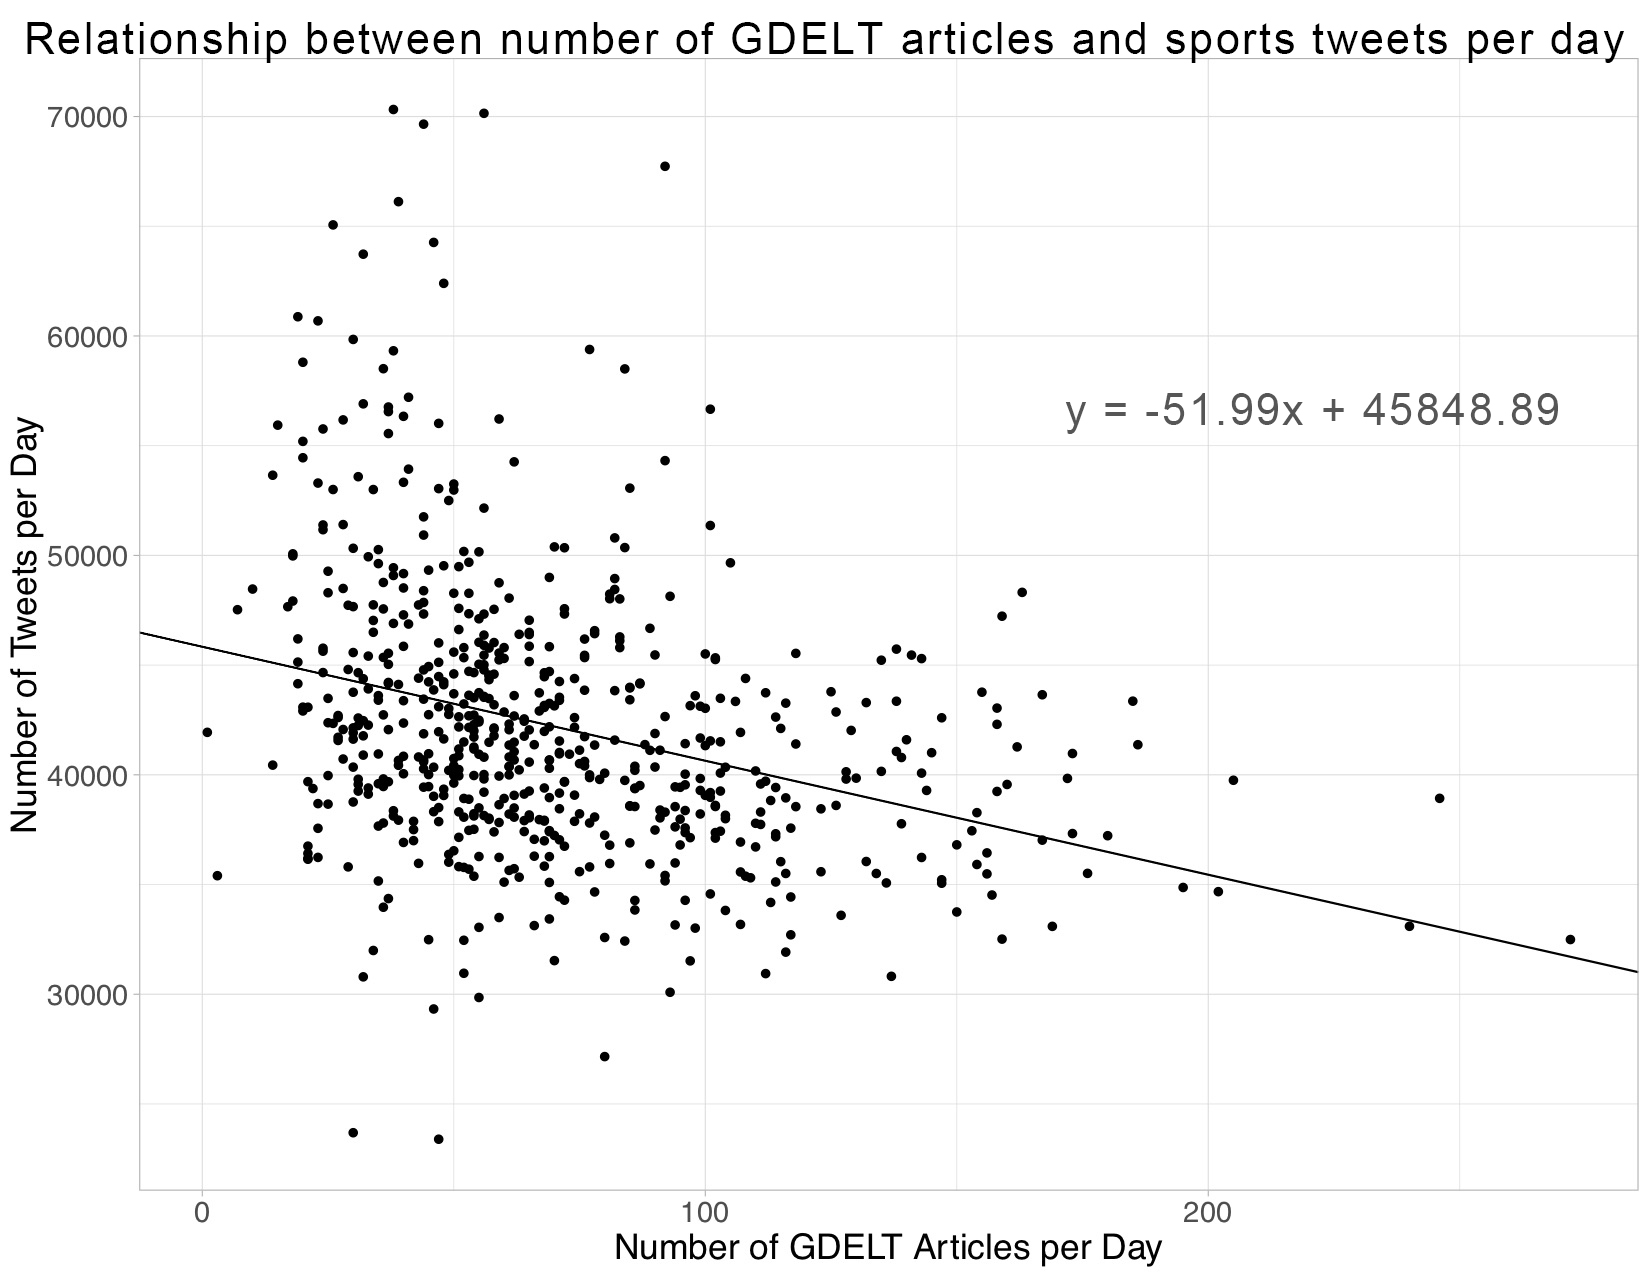 Relationship between number of GDELT articles and sports tweets per day
70000
60000
50000
40000
30000
Number of Tweets per Day
y = -51.99x + 45848.89
0
100
200
Number of GDELT Articles per Day